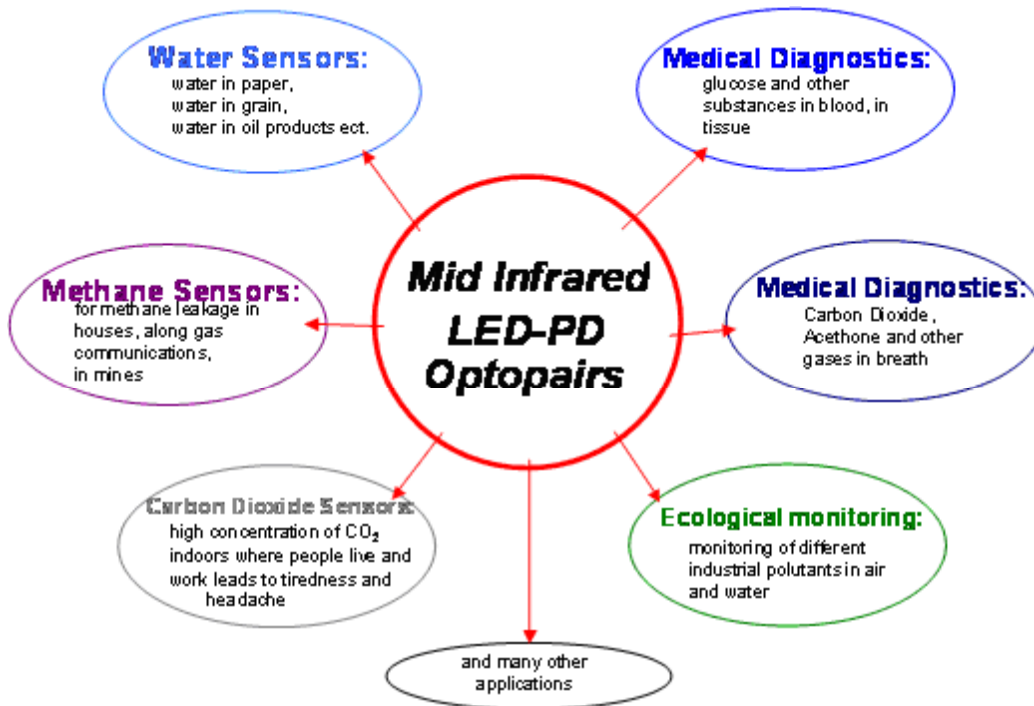 Water Sensors:
water in paper,
water in grain,
water in oil products ect.
Medical Diagnostics:
glucose and other
substances in blood, in
tissue
Mid Infrared
LED-PD
Optopairs
Methane Sensors:
for methane leakage in
houses, along gas
communications,
in mines
Medical Diagnostics:
Carbon Dioxide,
Acethone and other
gases in breath
Carbon Dioxide Sensors:
high concentration of CO₂
indoors where people live and
work leads to tiredness and
headache
Ecological monitoring:
monitoring of different
industrial polutants in air
and water
and many other
applications